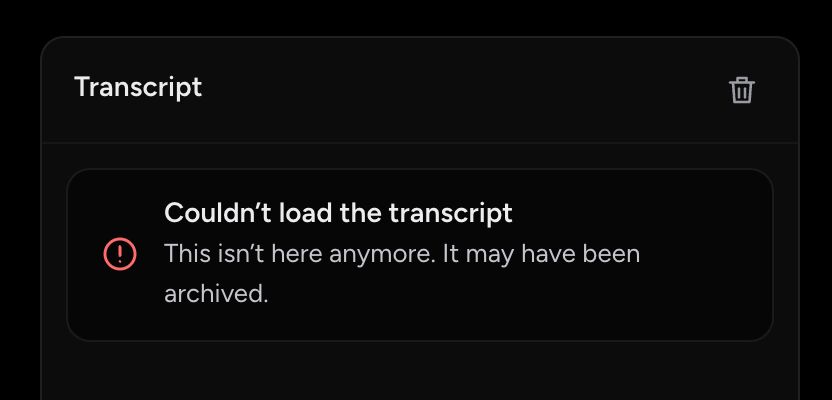 Transcript
Couldn’t load the transcript
This isn’t here anymore. It may have been
archived.